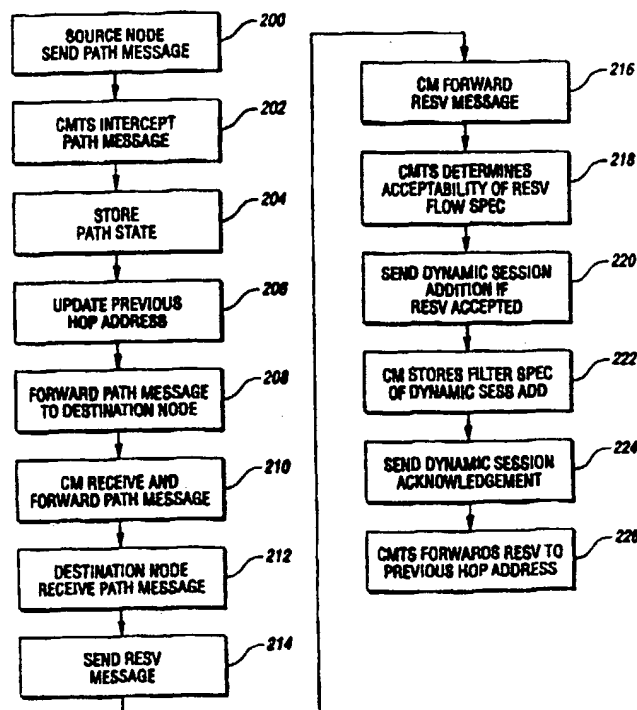 SOURCE NODE
SEND PATH MESSAGE
200
CMTS INTERCEPT
PATH MESSAGE
202
STORE
PATH STATE
204
UPDATE PREVIOUS
HOP ADDRESS
206
FORWARD PATH MESSAGE
TO DESTINATION NODE
208
CM RECEIVE AND
FORWARD PATH MESSAGE
210
DESTINATION NODE
RECEIVE PATH MESSAGE
212
SEND RESV
MESSAGE
214
CM FORWARD
RESV MESSAGE
216
CMTS DETERMINES
ACCEPTABILITY OF RESV
FLOW SPEC
218
SEND DYNAMIC SESSION
ADDITION IF
RESV ACCEPTED
220
CM STORES FILTER SPEC
OF DYNAMIC SESS ADD
222
SEND DYNAMIC SESSION
ACKNOWLEDGEMENT
224
CMTS FORWARDS RESV TO
PREVIOUS HOP ADDRESS
226